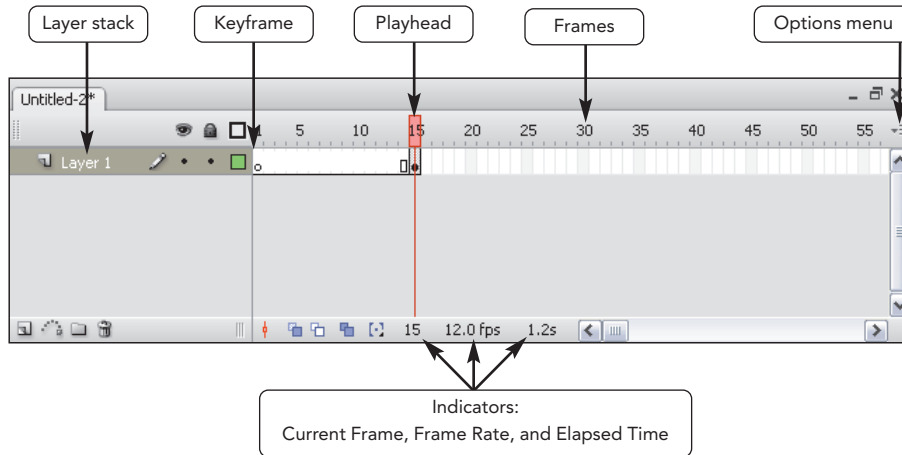 Layer stack
Keyframe
Playhead
Frames
Options menu
Untitled-2*
1 5 10 15 20 25 30 35 40 45 50 55
Layer 1
15 12.0 fps 1.2s
Indicators:
Current Frame, Frame Rate, and Elapsed Time